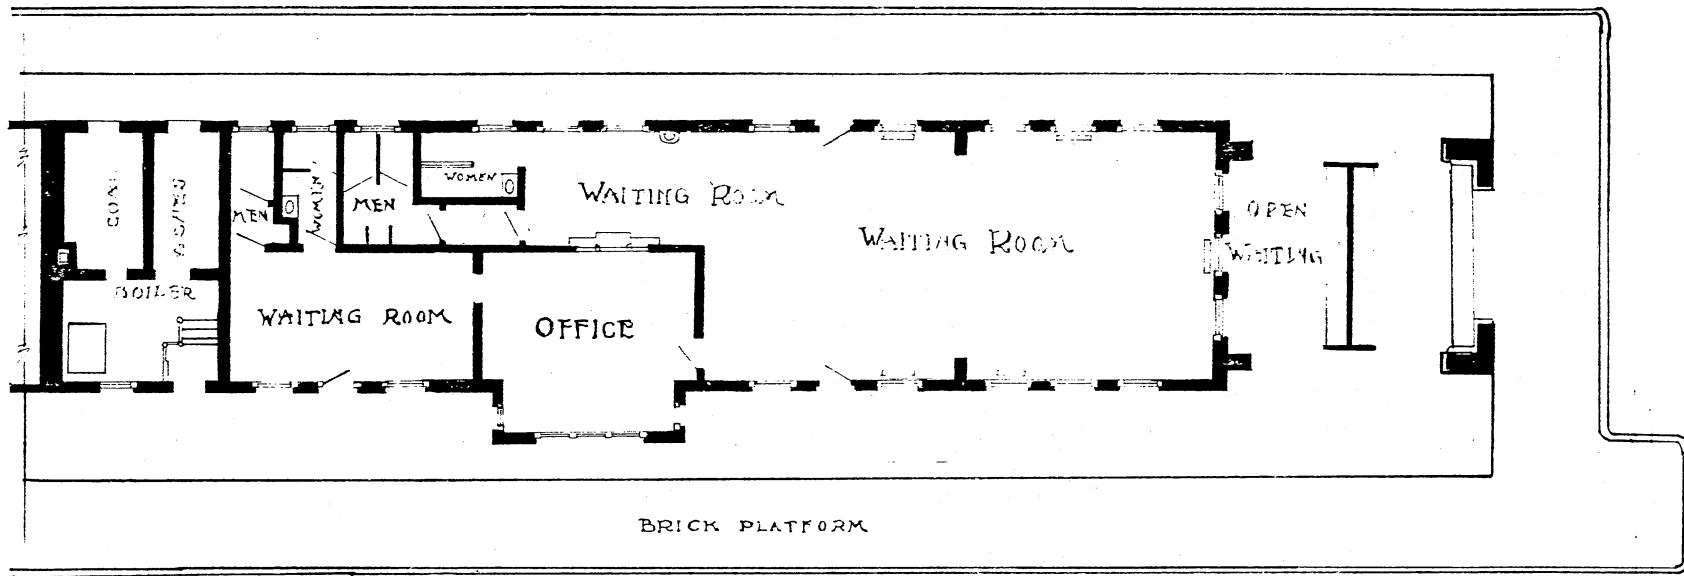 COAL
MEN
WOMEN
MEN
WOMEN
WAITING ROOM
WAITING ROOM
OPEN
WAITING
BOILER
WAITING ROOM
OFFICE
BRICK PLATFORM